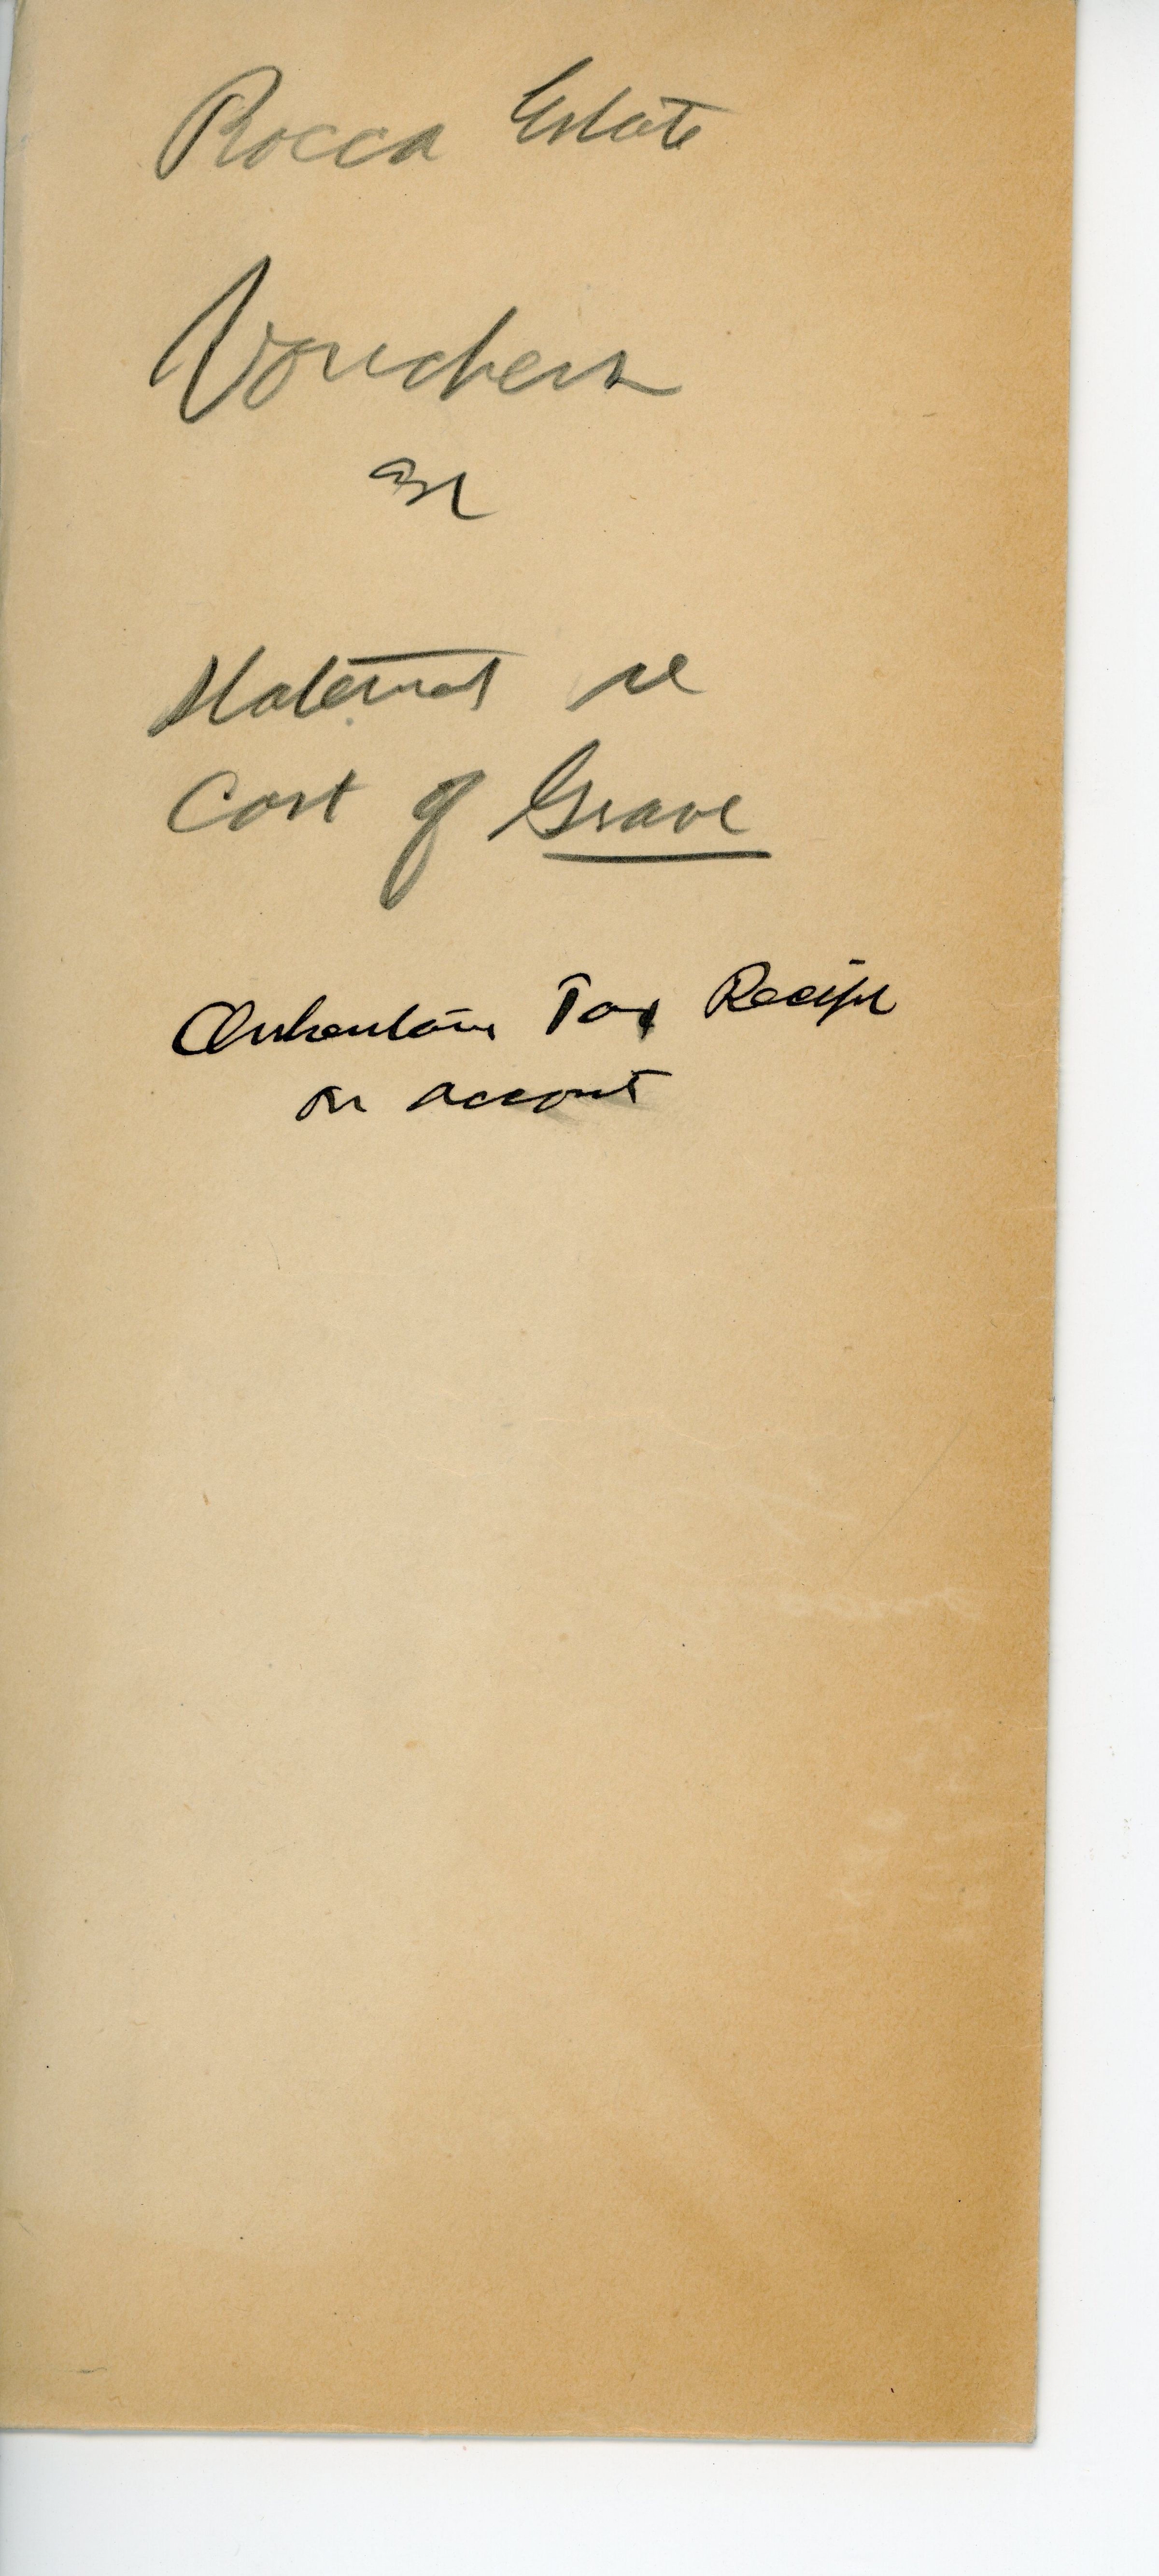 Rocca Estate
Vouchers
Statement re
Cost of Grave
Inheritance Tax Receipt
on account